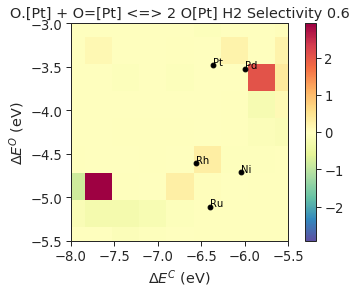 O.[Pt] + O=[Pt] <=> 2 O[Pt] H2 Selectivity 0.6
−3.0
−3.5
−4.0
−4.5
−5.0
−5.5
ΔE^O (eV)
Pt
Pd
Rh
Ni
Ru
−8.0 −7.5 −7.0 −6.5 −6.0 −5.5
ΔE^C (eV)
2
1
0
−1
−2